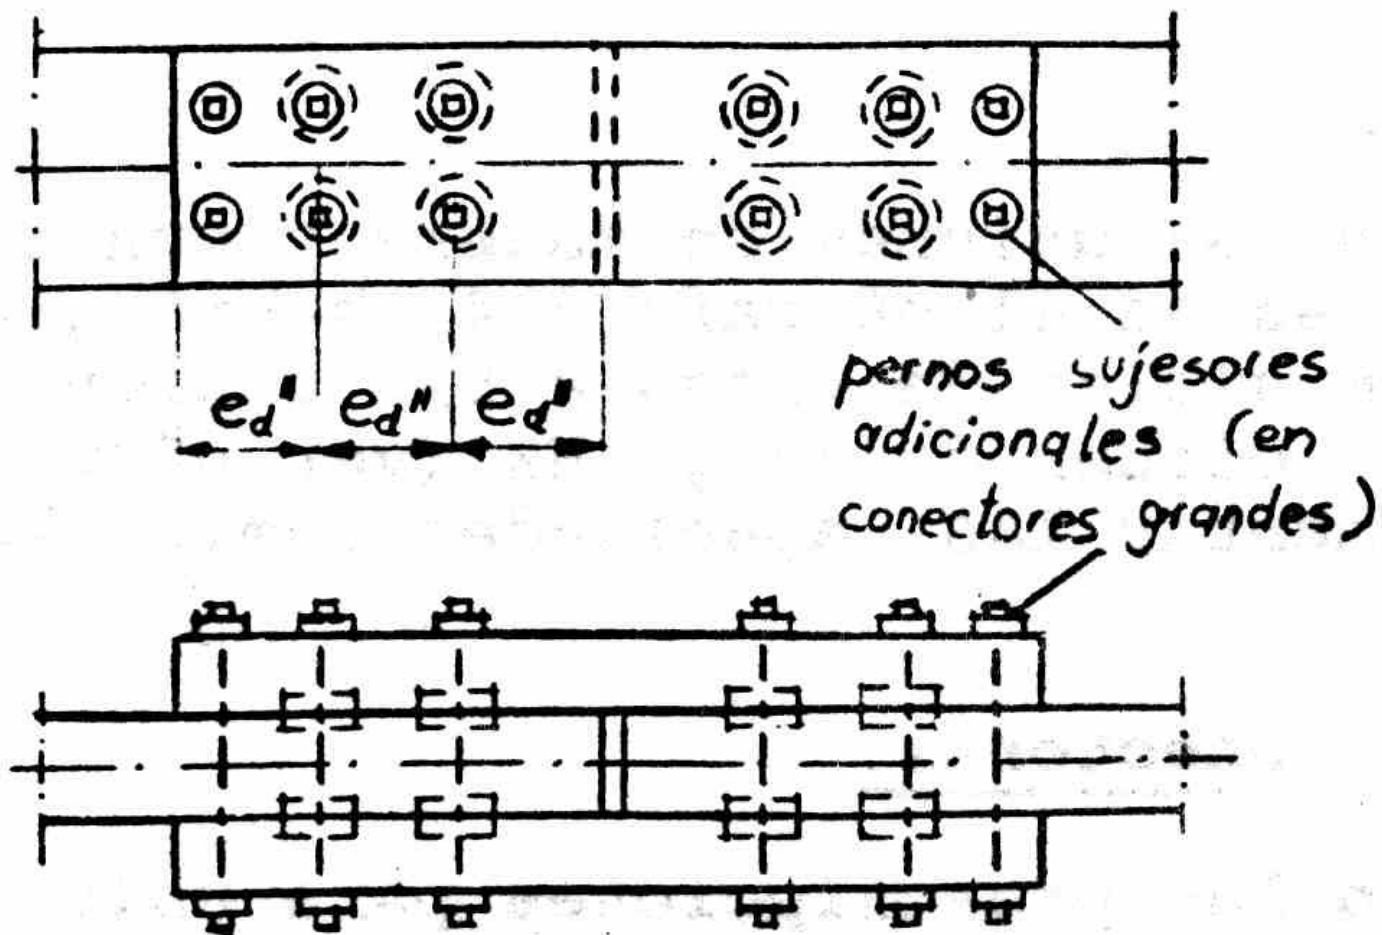 pernos sujesores
adicionales (en
conectores grandes)
ed" ed" ed"